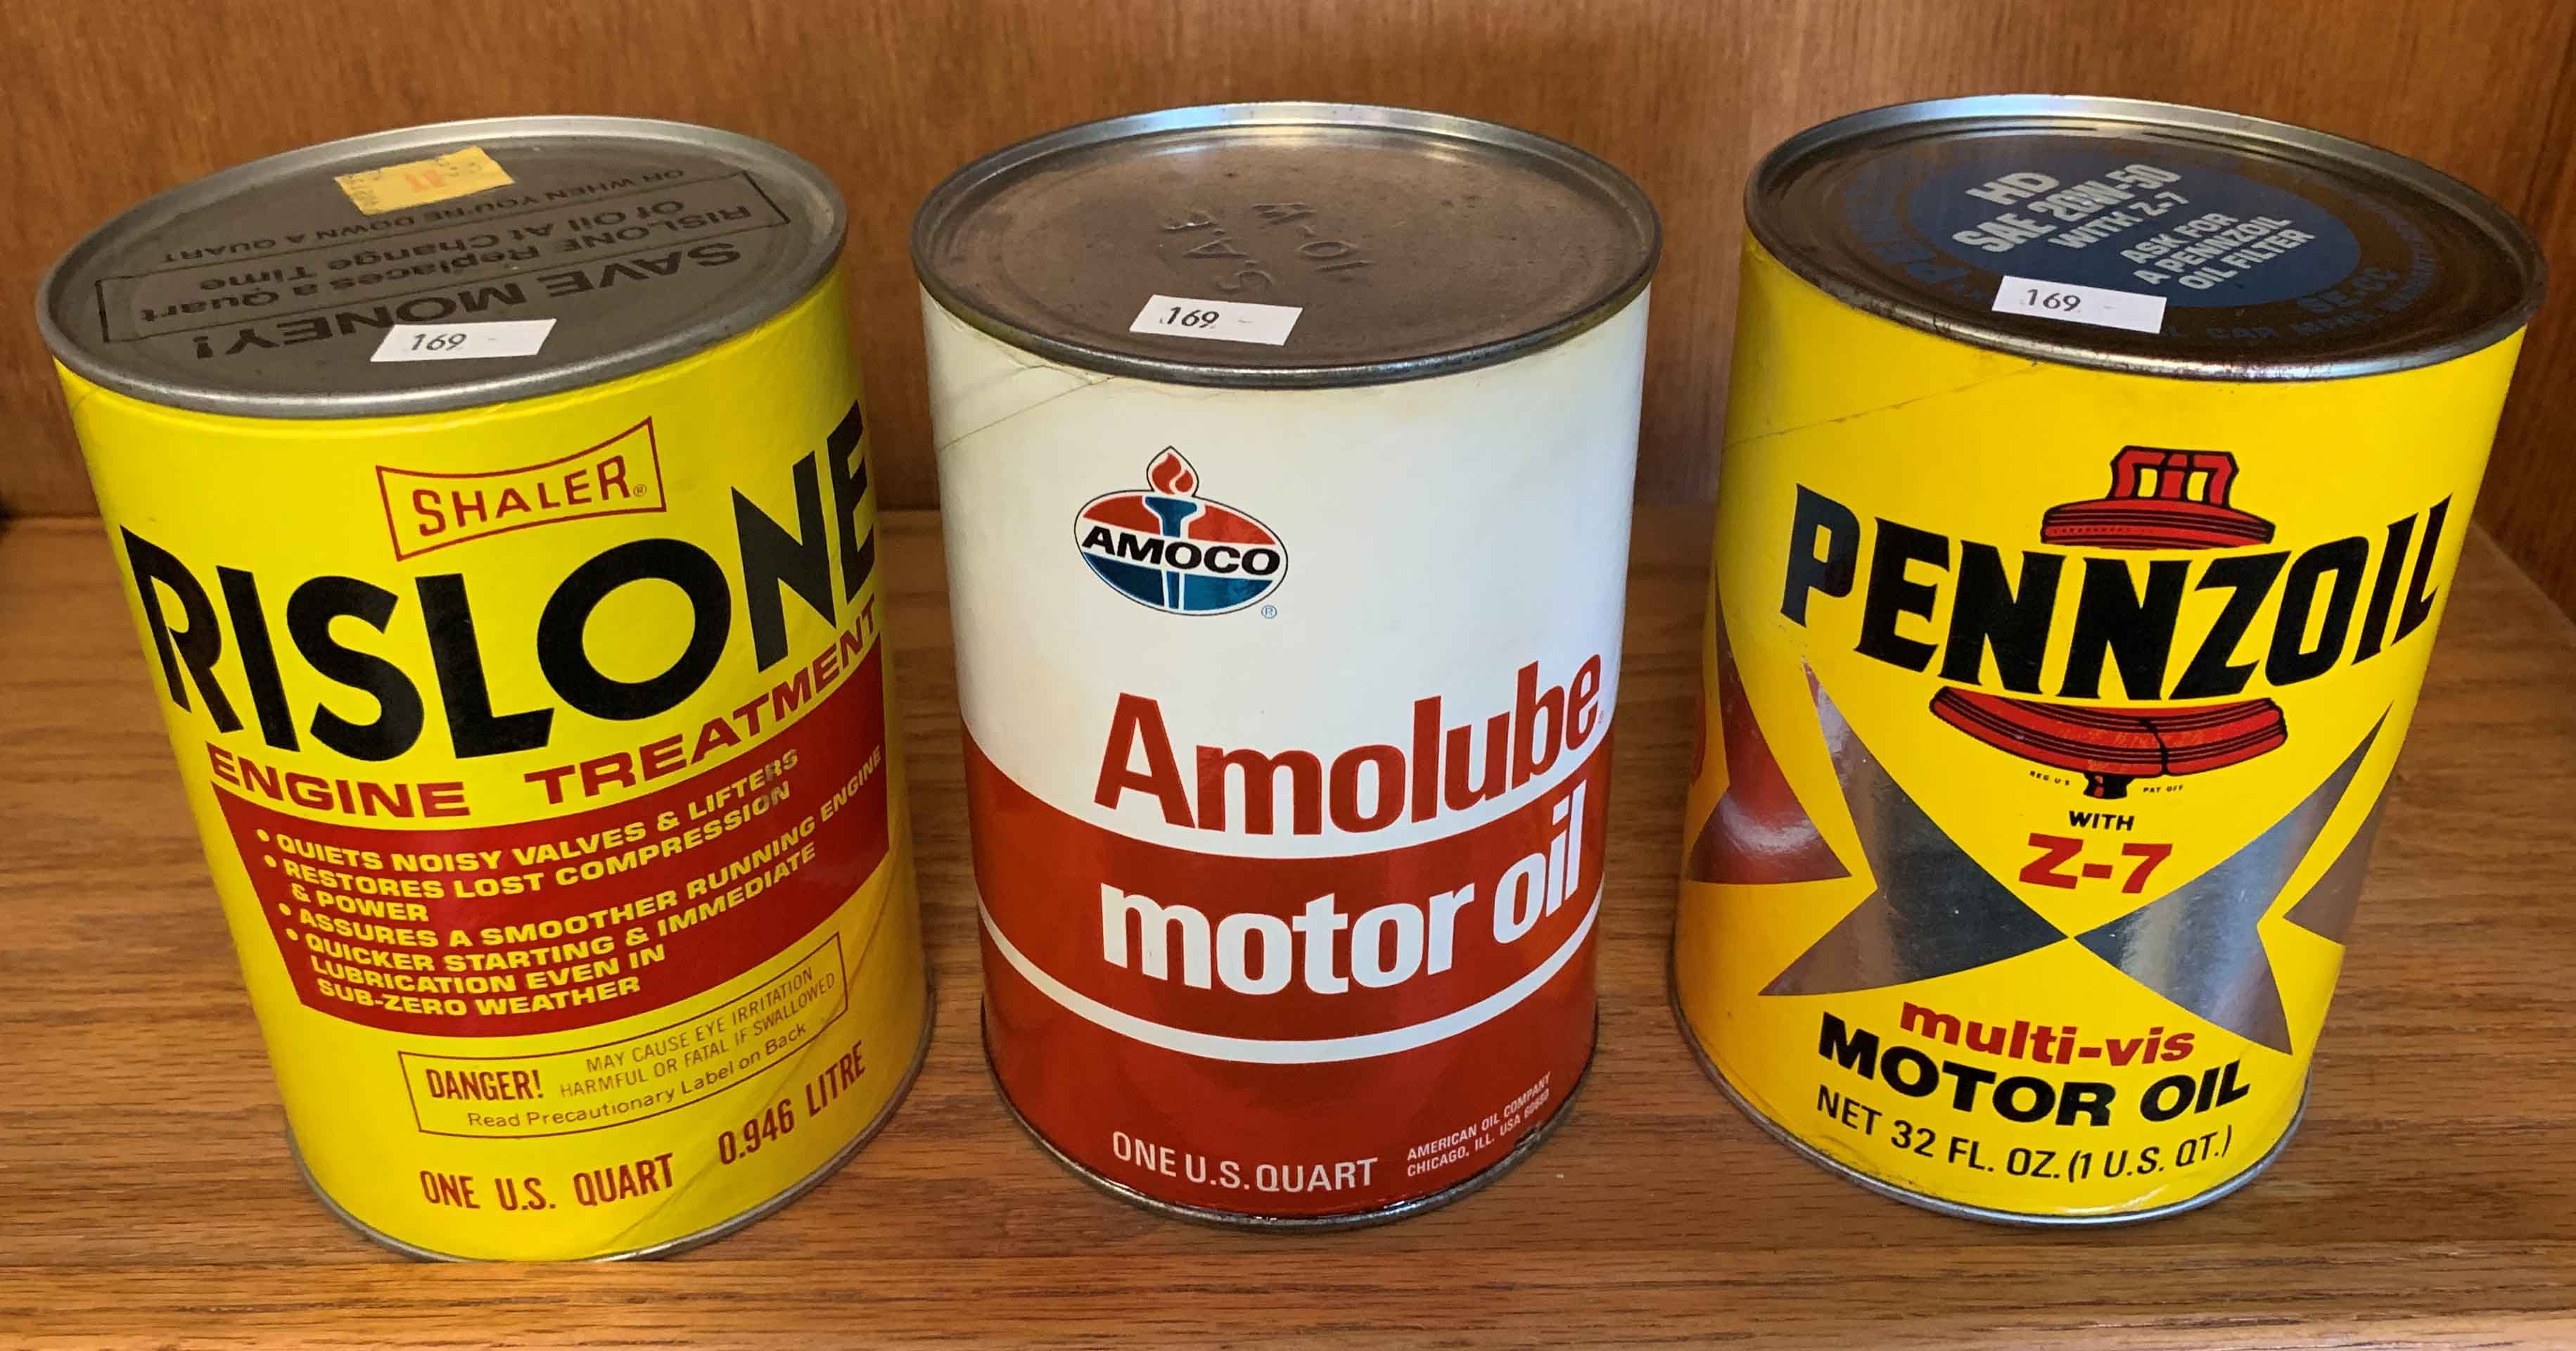 SAVE MONEY!
RISLONE Replaces a Quart
Of Oil At Change Time
OR WHEN YOU'RE DOWN A QUART
169
SHALER®
RISLONE
ENGINE TREATMENT
• QUIETS NOISY VALVES & LIFTERS
• RESTORES LOST COMPRESSION
& POWER
• ASSURES A SMOOTHER RUNNING ENGINE
• QUICKER STARTING & IMMEDIATE
LUBRICATION EVEN IN
SUB-ZERO WEATHER
DANGER! MAY CAUSE EYE IRRITATION
HARMFUL OR FATAL IF SWALLOWED
Read Precautionary Label on Back
ONE U.S. QUART 0.946 LITRE
S.A.E.
10-W
169
AMOCO
®
Amolube®
motor oil
ONE U.S. QUART
AMERICAN OIL COMPANY
CHICAGO, ILL. USA 60680
HD
SAE 20W-50
WITH Z-7
ASK FOR
A PENNZOIL
OIL FILTER
169
PENNZOIL
REG. U.S. PAT OFF
WITH
Z-7
multi-vis
MOTOR OIL
NET 32 FL. OZ. (1 U.S. QT.)